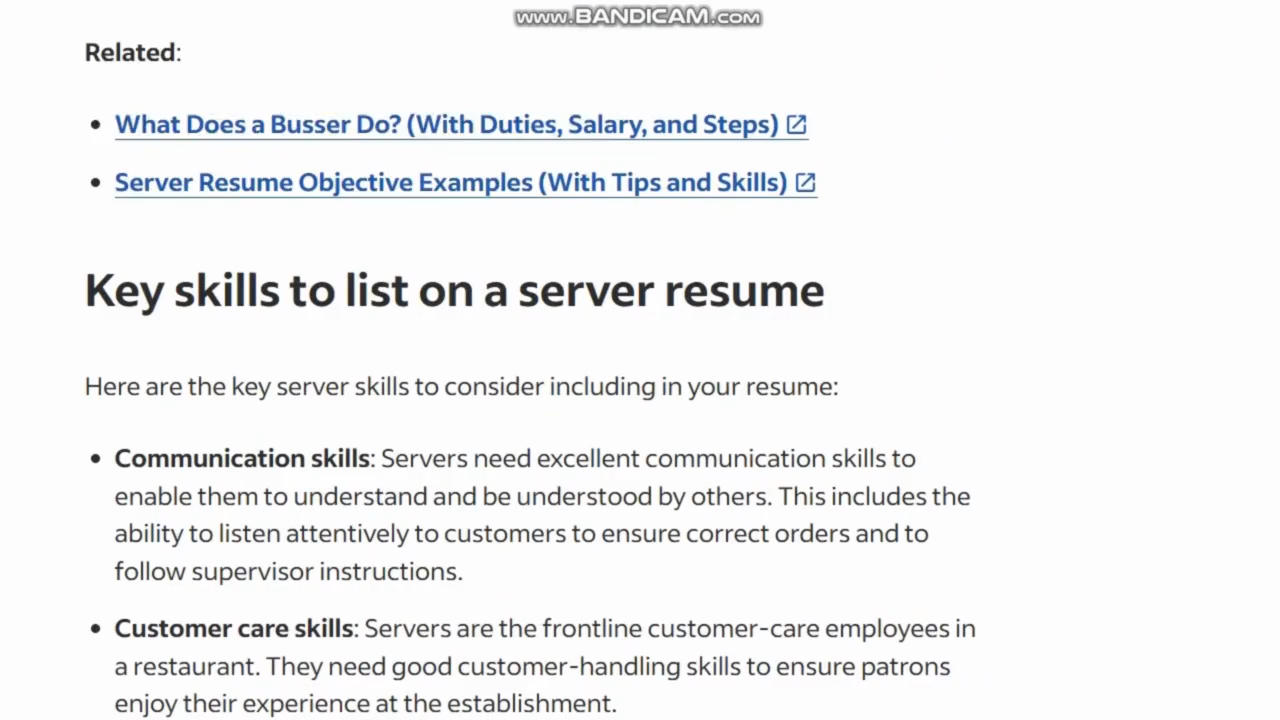 www.BANDICAM.com
Related:
• What Does a Busser Do? (With Duties, Salary, and Steps)
• Server Resume Objective Examples (With Tips and Skills)
Key skills to list on a server resume
Here are the key server skills to consider including in your resume:
• Communication skills: Servers need excellent communication skills to
enable them to understand and be understood by others. This includes the
ability to listen attentively to customers to ensure correct orders and to
follow supervisor instructions.
• Customer care skills: Servers are the frontline customer-care employees in
a restaurant. They need good customer-handling skills to ensure patrons
enjoy their experience at the establishment.